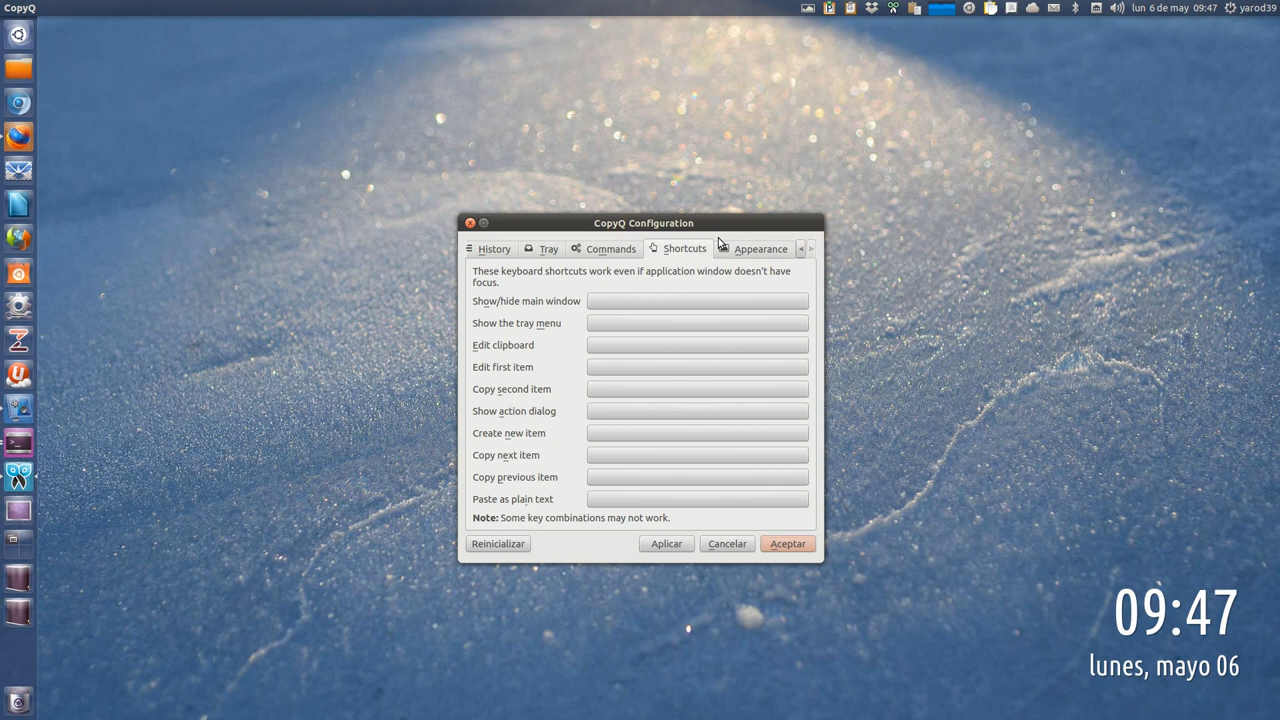 CopyQ
lun 6 de may 09:47 yarod39
CopyQ Configuration
History Tray Commands Shortcuts Appearance
These keyboard shortcuts work even if application window doesn't have
focus.
Show/hide main window
Show the tray menu
Edit clipboard
Edit first item
Copy second item
Show action dialog
Create new item
Copy next item
Copy previous item
Paste as plain text
Note: Some key combinations may not work.
Reinicializar Aplicar Cancelar Aceptar
09:47
lunes, mayo 06